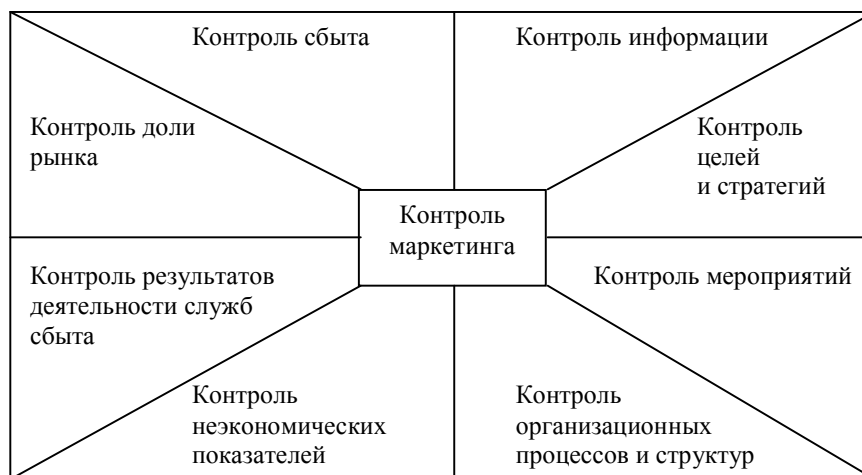 Контроль сбыта
Контроль информации
Контроль доли
рынка
Контроль
целей
и стратегий
Контроль
маркетинга
Контроль результатов
деятельности служб
сбыта
Контроль мероприятий
Контроль
неэкономических
показателей
Контроль
организационных
процессов и структур